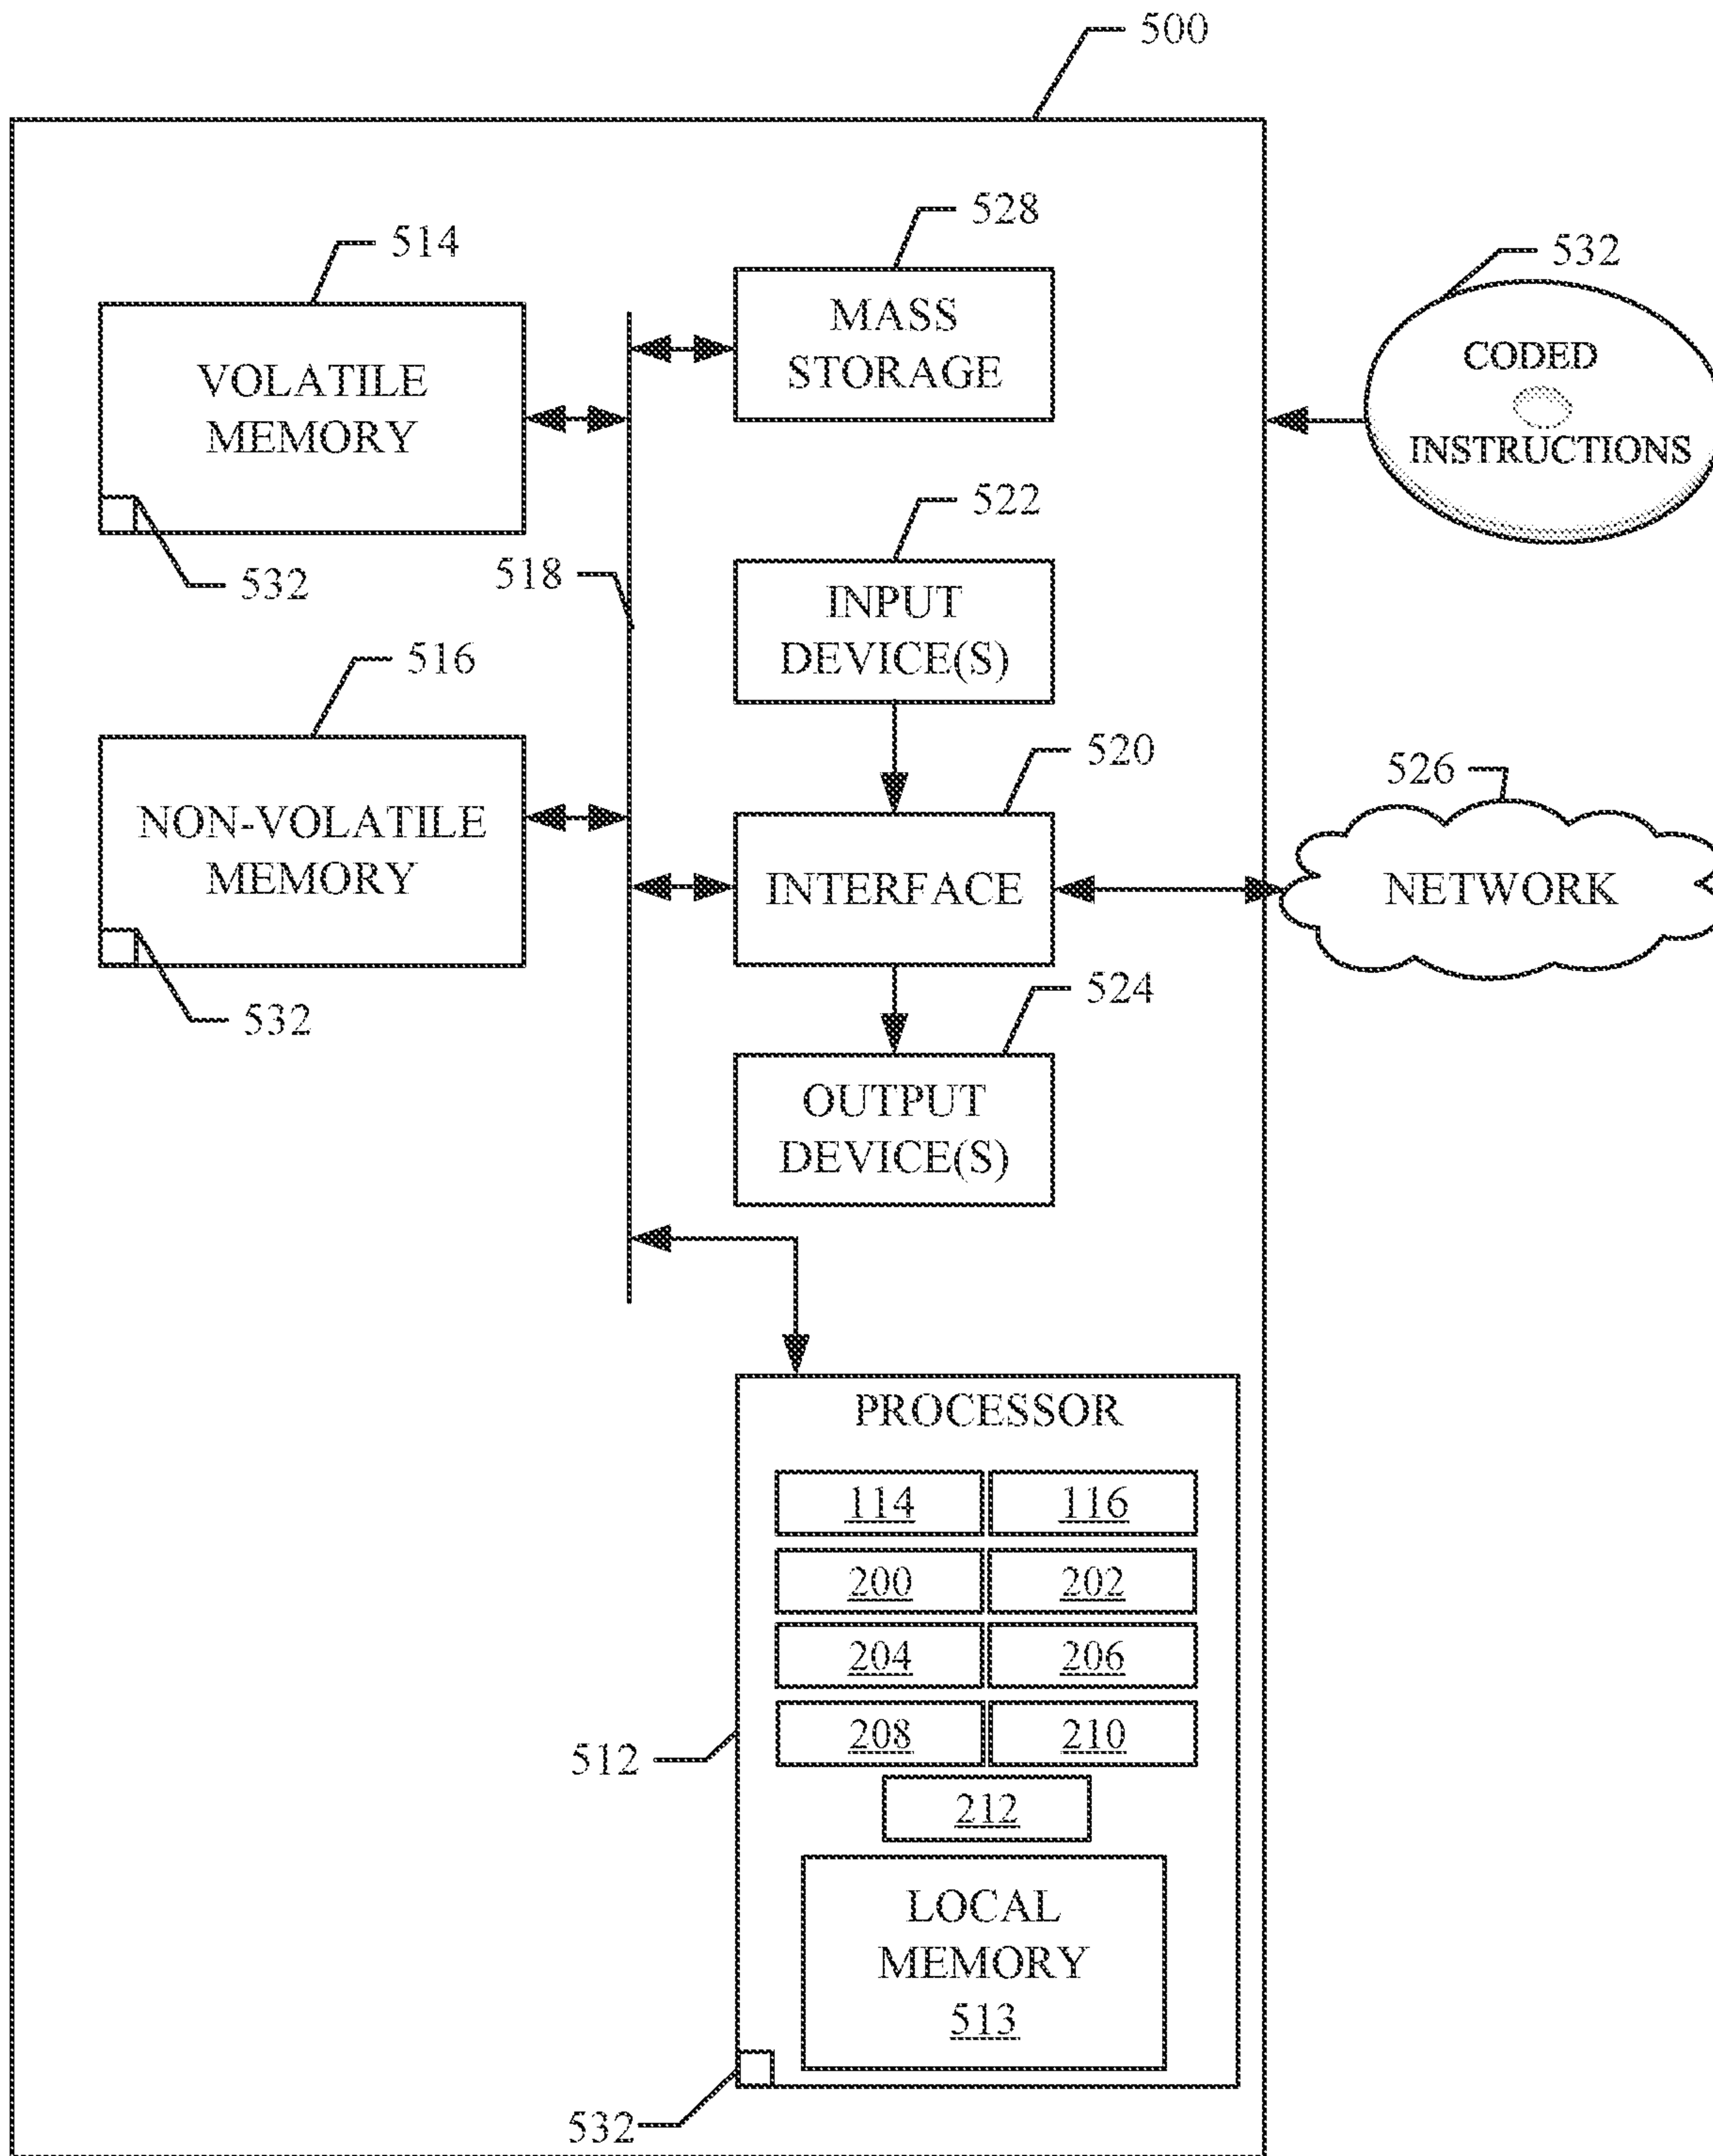 500
528
514
532
MASS
STORAGE
VOLATILE
MEMORY
CODED
INSTRUCTIONS
522
518
532
INPUT
DEVICE(S)
516
520
526
NON-VOLATILE
MEMORY
INTERFACE
NETWORK
524
532
OUTPUT
DEVICE(S)
PROCESSOR
114 116
200 202
204 206
208 210
512
212
LOCAL
MEMORY
513
532